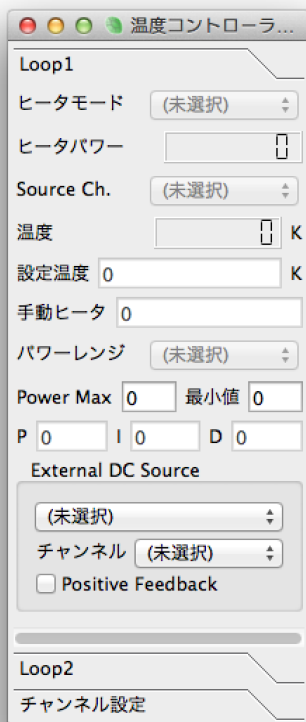 温度コントローラ...
Loop1
ヒータモード (未選択)
ヒータパワー 0
Source Ch. (未選択)
温度 0 K
設定温度 0 K
手動ヒータ 0
パワーレンジ (未選択)
Power Max 0 最小値 0
P 0 I 0 D 0
External DC Source
(未選択)
チャンネル (未選択)
Positive Feedback
Loop2
チャンネル設定